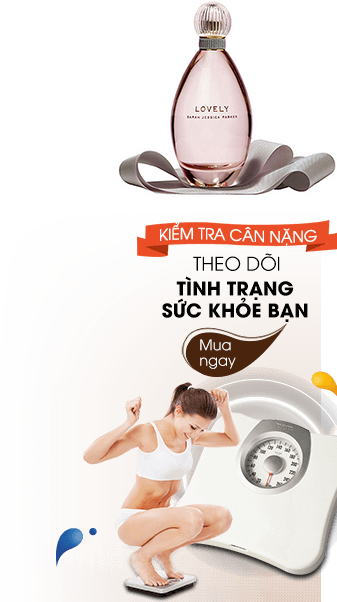 LOVELY
SARAH JESSICA PARKER
KIỂM TRA CÂN NẶNG
THEO DÕI
TÌNH TRẠNG
SỨC KHỎE BẠN
Mua
ngay